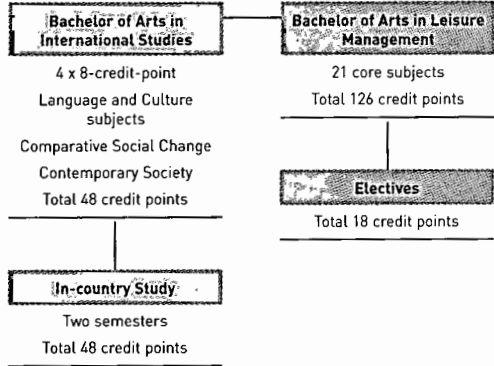 Bachelor of Arts in
International Studies
4 x 8-credit-point
Language and Culture
subjects
Comparative Social Change
Contemporary Society
Total 48 credit points
In-country Study
Two semesters
Total 48 credit points
Bachelor of Arts in Leisure
Management
21 core subjects
Total 126 credit points
Electives
Total 18 credit points